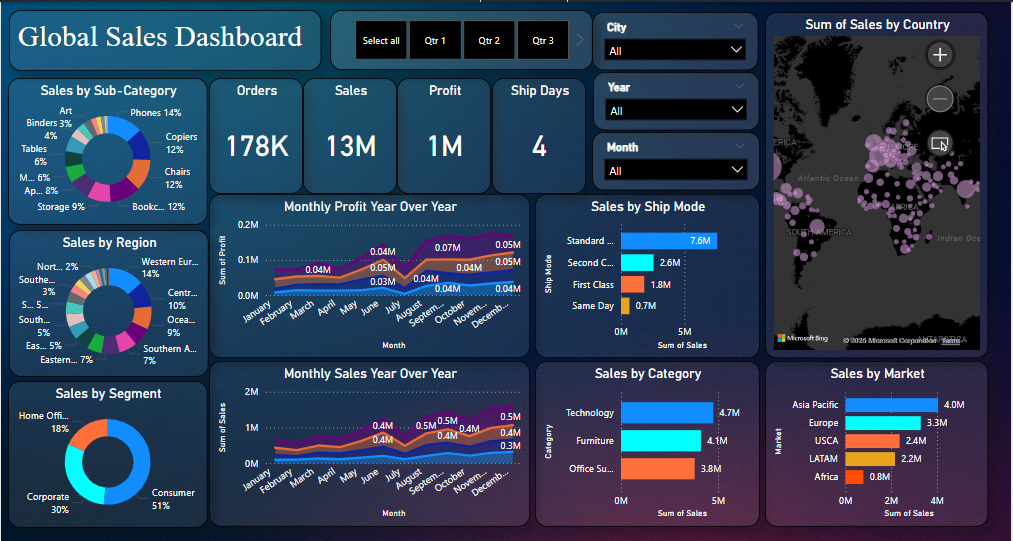 Global Sales Dashboard
Select all
Qtr 1
Qtr 2
Qtr 3
City
All
Year
All
Month
All
Sum of Sales by Country
ERICA
EUROPE
Atlantic Ocean
AFRICA
SOUTH AMERICA
Indian Oce
Microsoft Bing
© 2025 Microsoft Corporation Terms
Sales by Sub-Category
Phones 14%
Copiers
12%
Chairs
12%
Bookc... 12%
Storage 9%
Ap... 8%
M... 6%
Tables
6%
Binders
4%
Art
3%
Orders
178K
Sales
13M
Profit
1M
Ship Days
4
Sales by Region
Western Eur...
14%
Centr...
10%
Ocea...
9%
Southern A...
7%
Eastern... 7%
Eas... 5%
South...
5%
S... 5...
Southe...
3%
Nort... 2%
Monthly Profit Year Over Year
Sum of Profit
0.2M
0.1M
0.0M
0.04M
0.04M
0.05M
0.03M
0.07M
0.04M
0.04M
0.04M
0.05M
0.05M
0.04M
January
February
March
April
May
June
July
August
Septem...
October
Novem...
Decemb...
Month
Sales by Ship Mode
Ship Mode
Standard ...
7.6M
Second C...
2.6M
First Class
1.8M
Same Day
0.7M
0M
5M
Sum of Sales
Sales by Segment
Home Offi...
18%
Corporate
30%
Consumer
51%
Monthly Sales Year Over Year
Sum of Sales
2M
1M
0M
0.4M
0.4M
0.5M
0.5M
0.4M
0.4M
0.5M
0.4M
0.3M
January
February
March
April
May
June
July
August
Septem...
October
Novem...
Decemb...
Month
Sales by Category
Category
Technology
4.7M
Furniture
4.1M
Office Su...
3.8M
0M
5M
Sum of Sales
Sales by Market
Market
Asia Pacific
4.0M
Europe
3.3M
USCA
2.4M
LATAM
2.2M
Africa
0.8M
0M
2M
4M
Sum of Sales